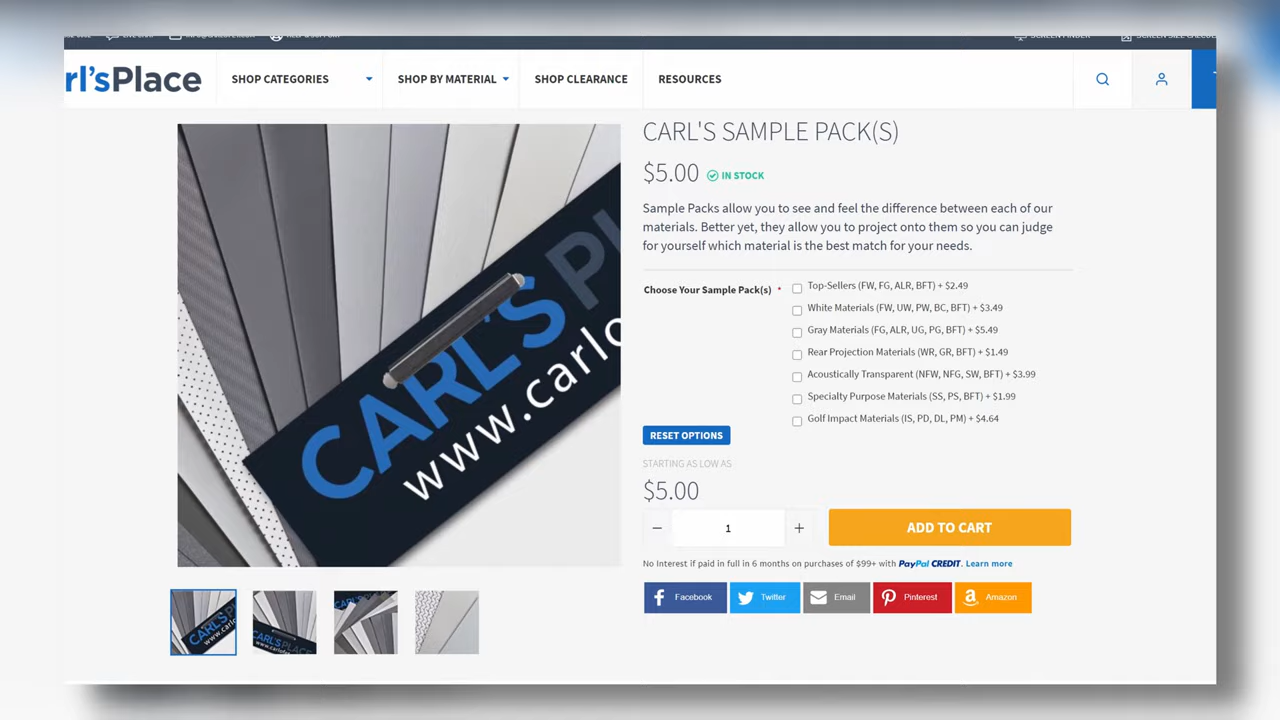 rl'sPlace
SHOP CATEGORIES
SHOP BY MATERIAL
SHOP CLEARANCE
RESOURCES
CARL'S SAMPLE PACK(S)
$5.00 IN STOCK
Sample Packs allow you to see and feel the difference between each of our
materials. Better yet, they allow you to project onto them so you can judge
for yourself which material is the best match for your needs.
Choose Your Sample Pack(s) *
Top-Sellers (FW, FG, ALR, BFT) + $2.49
White Materials (FW, UW, PW, BC, BFT) + $3.49
Gray Materials (FG, ALR, UG, PG, BFT) + $5.49
Rear Projection Materials (WR, GR, BFT) + $1.49
Acoustically Transparent (NFW, NFG, SW, BFT) + $3.99
Specialty Purpose Materials (SS, PS, BFT) + $1.99
Golf Impact Materials (IS, PD, DL, PM) + $4.64
RESET OPTIONS
STARTING AS LOW AS
$5.00
1
ADD TO CART
No Interest if paid in full in 6 months on purchases of $99+ with PayPal CREDIT. Learn more
Facebook
Twitter
Email
Pinterest
Amazon
CARL'S PL
www.carlo